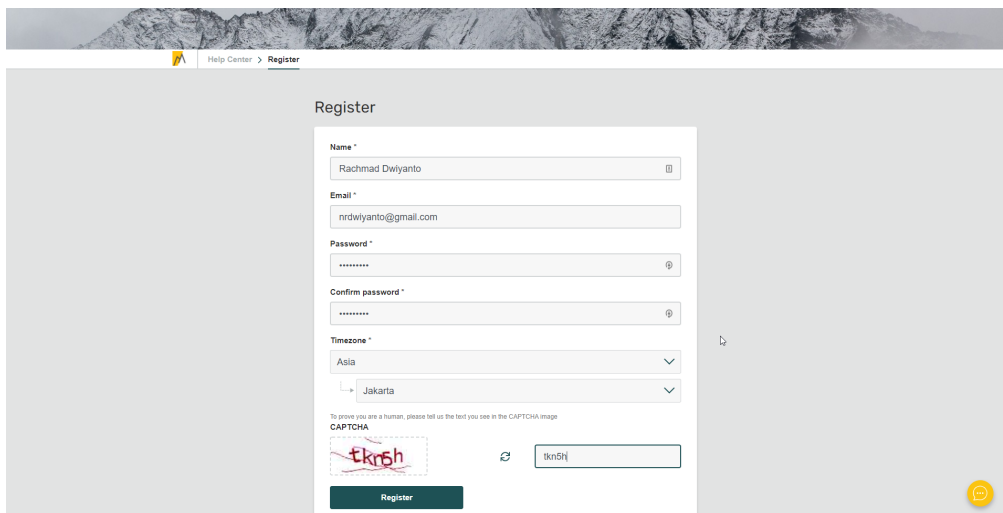 Help Center > Register
Register
Name *
Rachmad Dwiyanto
Email *
nrdwiyanto@gmail.com
Password *
•••••••••
Confirm password *
•••••••••
Timezone *
Asia
Jakarta
To prove you are a human, please tell us the text you see in the CAPTCHA image
CAPTCHA
tkn5h tkn5h
Register